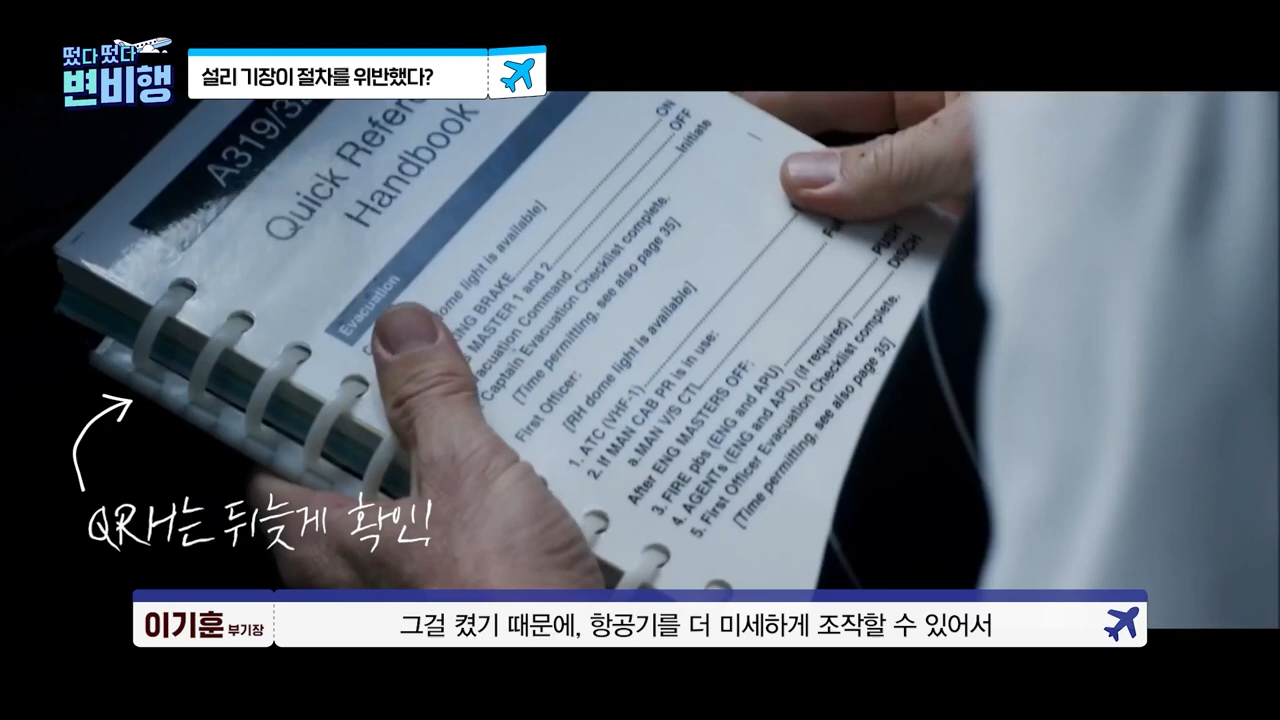 떴다 떴다
변비행
설리 기장이 절차를 위반했다?
A319/32
Quick Refer
Handbook
Evacuation
ome light is available]
NG BRAKE ON
MASTER 1 and 2 OFF
acuation Command Initiate
Captain Evacuation Checklist complete.
[Time permitting, see also page 35]
First Officer:
[RH dome light is available]
1. ATC (VHF-1)
2. If MAN CAB PR is in use:
a. MAN V/S CTL Fu
After ENG MASTERS OFF:
3. FIRE pbs (ENG and APU) PUSH
4. AGENTs (ENG and APU) (if required) DISCH
5. First Officer Evacuation Checklist complete.
[Time permitting, see also page 35]
QRH는 뒤늦게 확인!
이기훈 부기장
그걸 켰기 때문에, 항공기를 더 미세하게 조작할 수 있어서